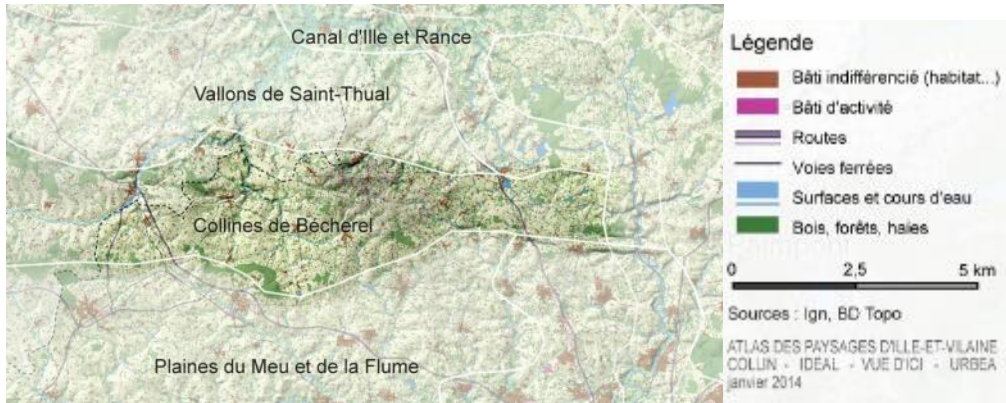 Canal d'Ille et Rance
Vallons de Saint-Thual
Collines de Bécherel
Plaines du Meu et de la Flume
Légende
Bâti indifférencié (habitat...)
Bâti d'activité
Routes
Voies ferrées
Surfaces et cours d'eau
Bois, forêts, haies
0 2,5 5 km
Sources : Ign, BD Topo
ATLAS DES PAYSAGES D'ILLE-ET-VILAINE
COLLIN - IDEAL - VUE D'ICI - URBEA
janvier 2014